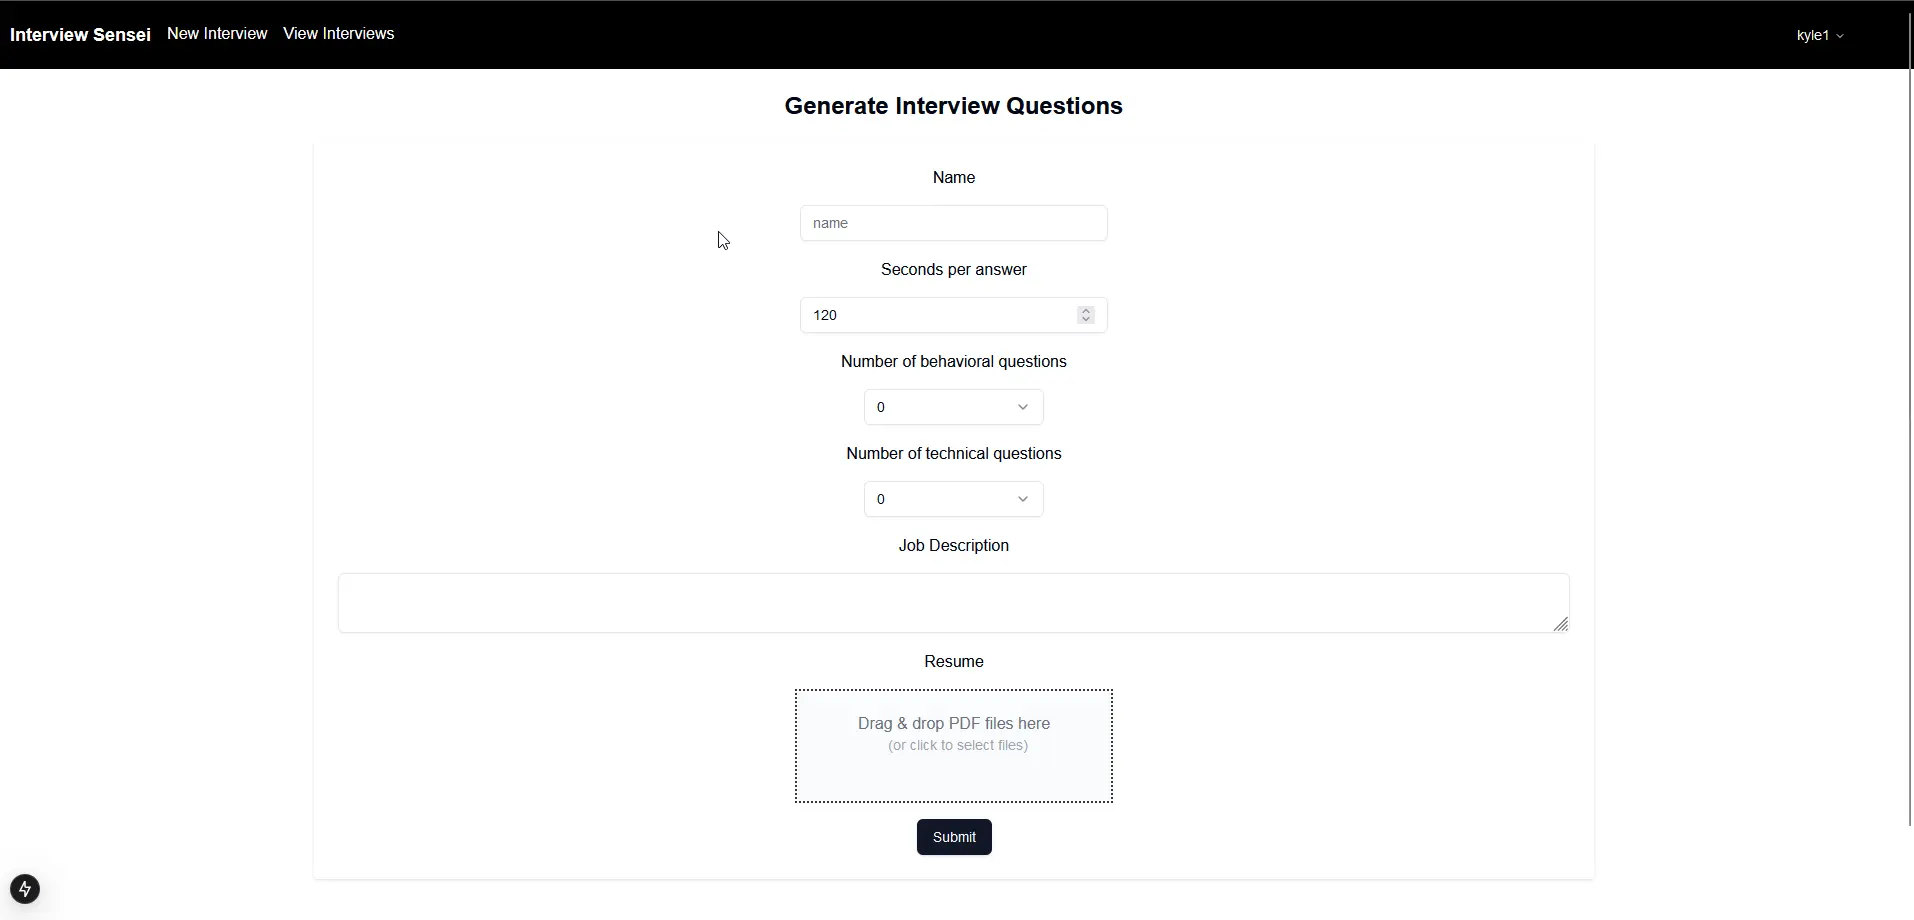 Interview Sensei New Interview View Interviews kyle1
Generate Interview Questions
Name
name
Seconds per answer
120
Number of behavioral questions
0
Number of technical questions
0
Job Description
Resume
Drag & drop PDF files here
(or click to select files)
Submit